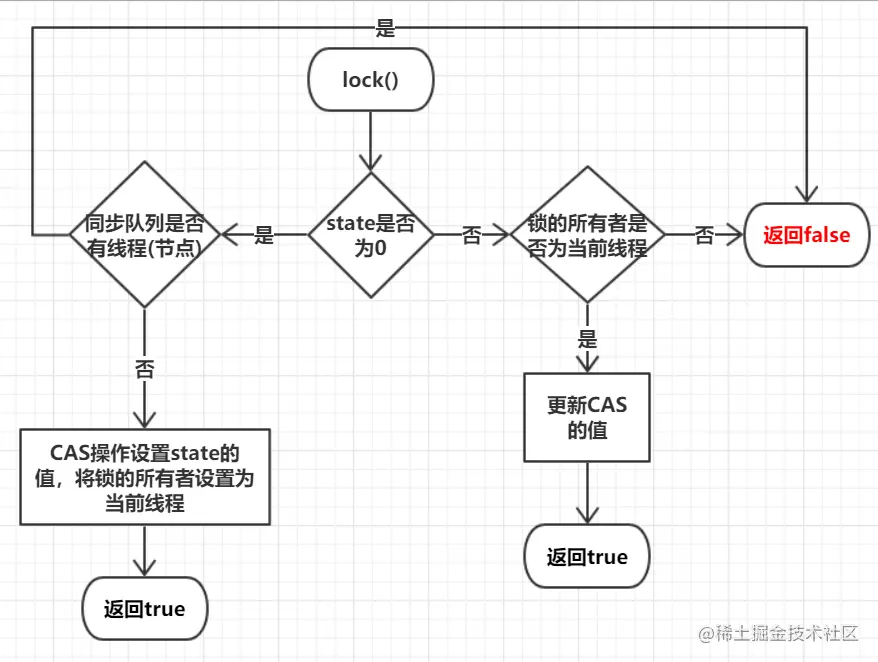 是
lock()
同步队列是否
有线程(节点)
是
state是否
为0
否
锁的所有者是
否为当前线程
否
返回false
否
是
CAS操作设置state的
值，将锁的所有者设置为
当前线程
更新CAS
的值
返回true
返回true
@稀土掘金技术社区